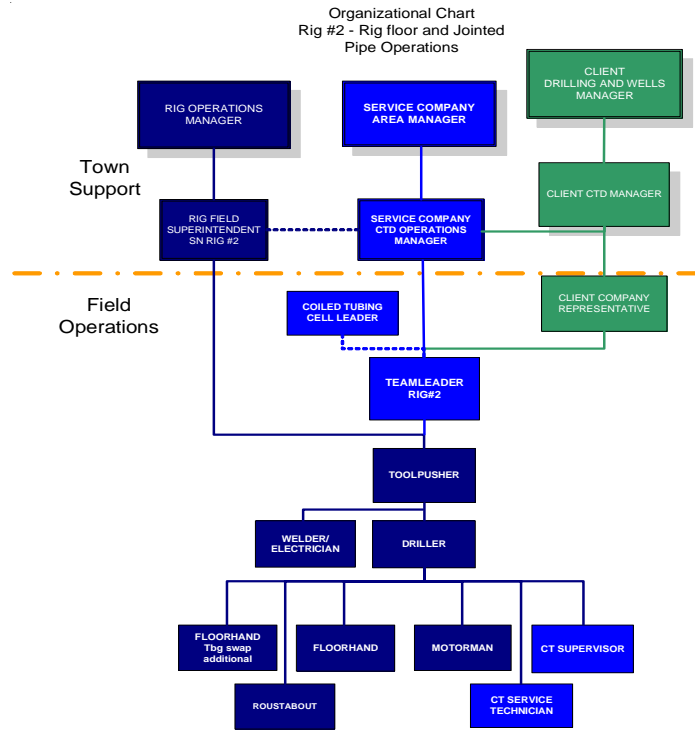 Organizational Chart
Rig #2 - Rig floor and Jointed
Pipe Operations
RIG OPERATIONS
MANAGER
SERVICE COMPANY
AREA MANAGER
CLIENT
DRILLING AND WELLS
MANAGER
Town
Support
RIG FIELD
SUPERINTENDENT
SN RIG #2
SERVICE COMPANY
CTD OPERATIONS
MANAGER
CLIENT CTD MANAGER
Field
Operations
COILED TUBING
CELL LEADER
CLIENT COMPANY
REPRESENTATIVE
TEAMLEADER
RIG#2
TOOLPUSHER
WELDER/
ELECTRICIAN
DRILLER
FLOORHAND
Tbg swap
additional
FLOORHAND
MOTORMAN
CT SUPERVISOR
ROUSTABOUT
CT SERVICE
TECHNICIAN